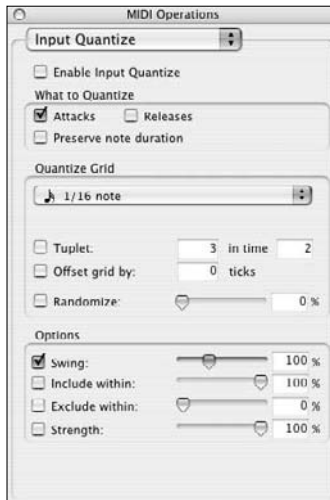 MIDI Operations
Input Quantize
Enable Input Quantize
What to Quantize
Attacks Releases
Preserve note duration
Quantize Grid
1/16 note
Tuplet: 3 in time 2
Offset grid by: 0 ticks
Randomize: 0 %
Options
Swing: 100 %
Include within: 100 %
Exclude within: 0 %
Strength: 100 %